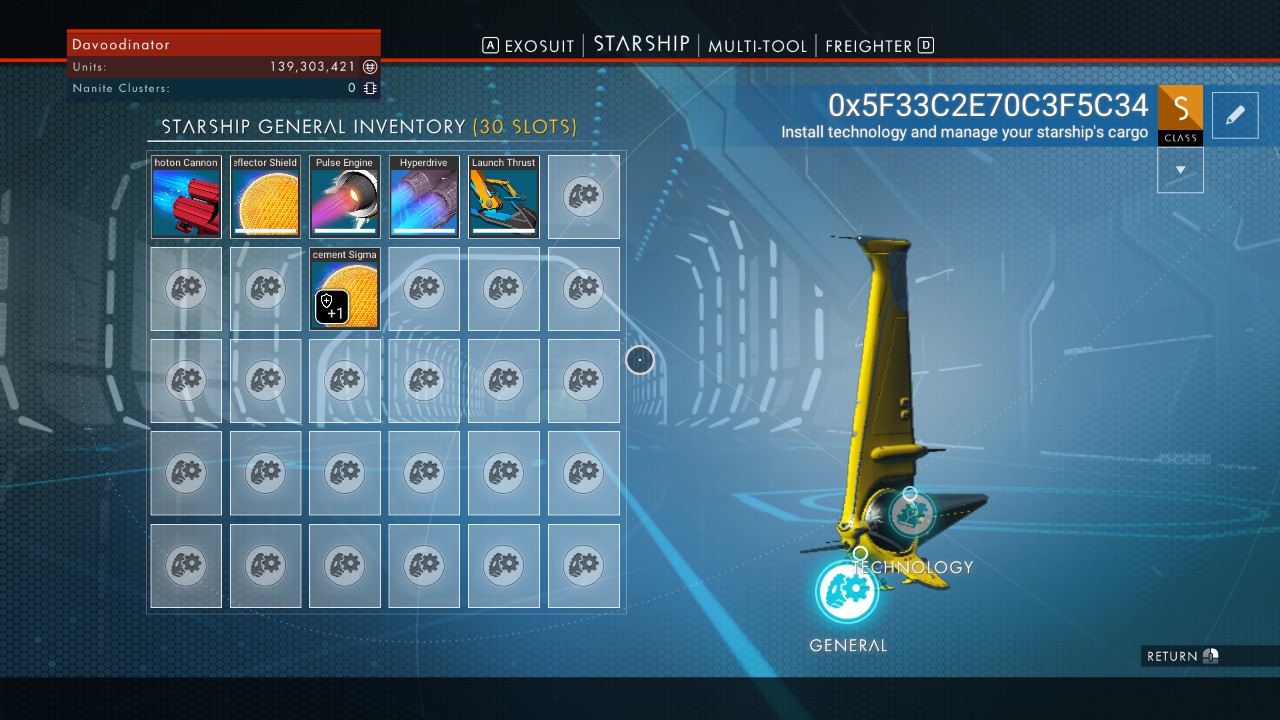 Davoodinator
Units: 139,303,421
Nanite Clusters: 0
A EXOSUIT STARSHIP MULTI-TOOL FREIGHTER D
STARSHIP GENERAL INVENTORY (30 SLOTS)
0x5F33C2E70C3F5C34
Install technology and manage your starship's cargo
S
CLASS
hoton Cannon eflector Shield Pulse Engine Hyperdrive Launch Thrust
cement Sigma
+1
TECHNOLOGY
GENERAL
RETURN